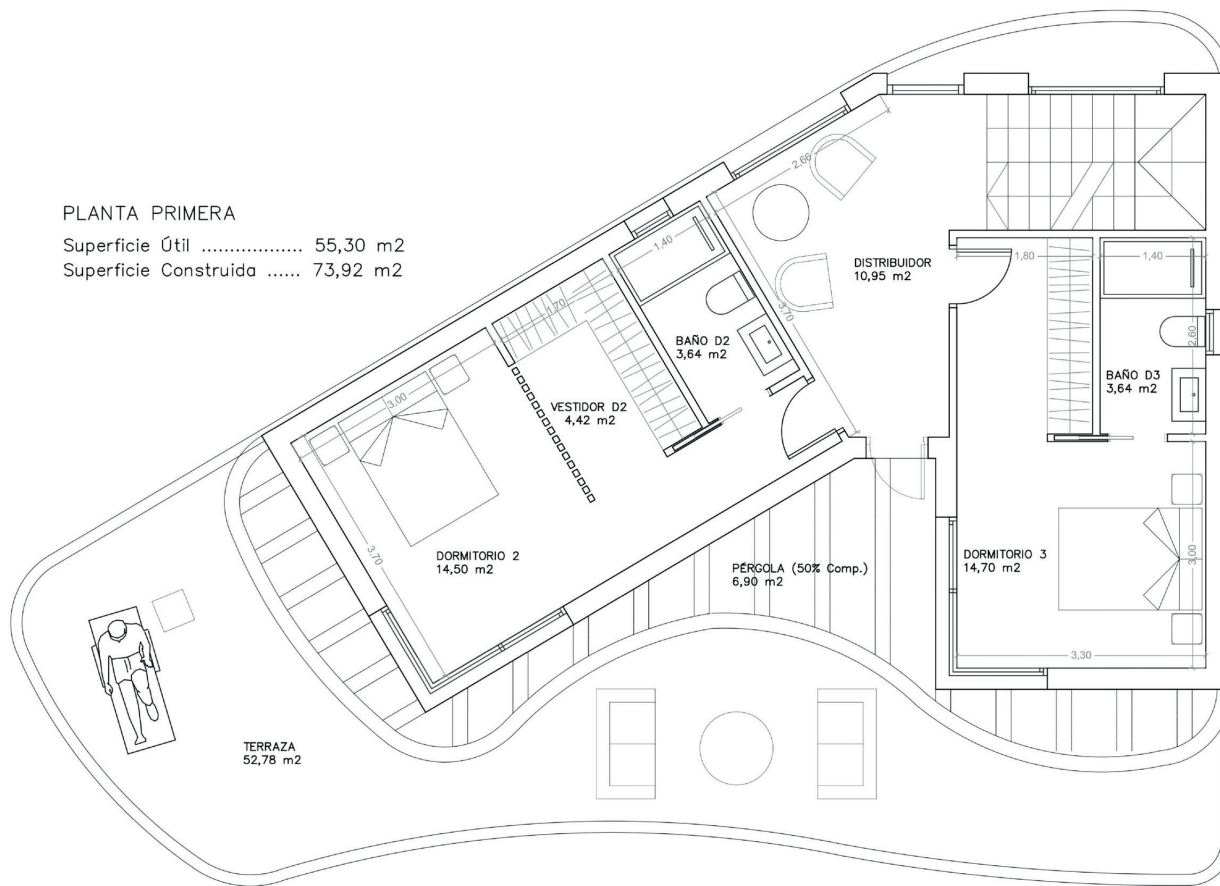 PLANTA PRIMERA
Superficie Útil .................. 55,30 m2
Superficie Construida ...... 73,92 m2
2,66
1,40
1,70
3,00
3,70
DISTRIBUIDOR
10,95 m2
1,80
1,40
BAÑO D2
3,64 m2
3,70
2,60
BAÑO D3
3,64 m2
VESTIDOR D2
4,42 m2
DORMITORIO 2
14,50 m2
PÉRGOLA (50% Comp.)
6,90 m2
DORMITORIO 3
14,70 m2
3,00
3,30
TERRAZA
52,78 m2